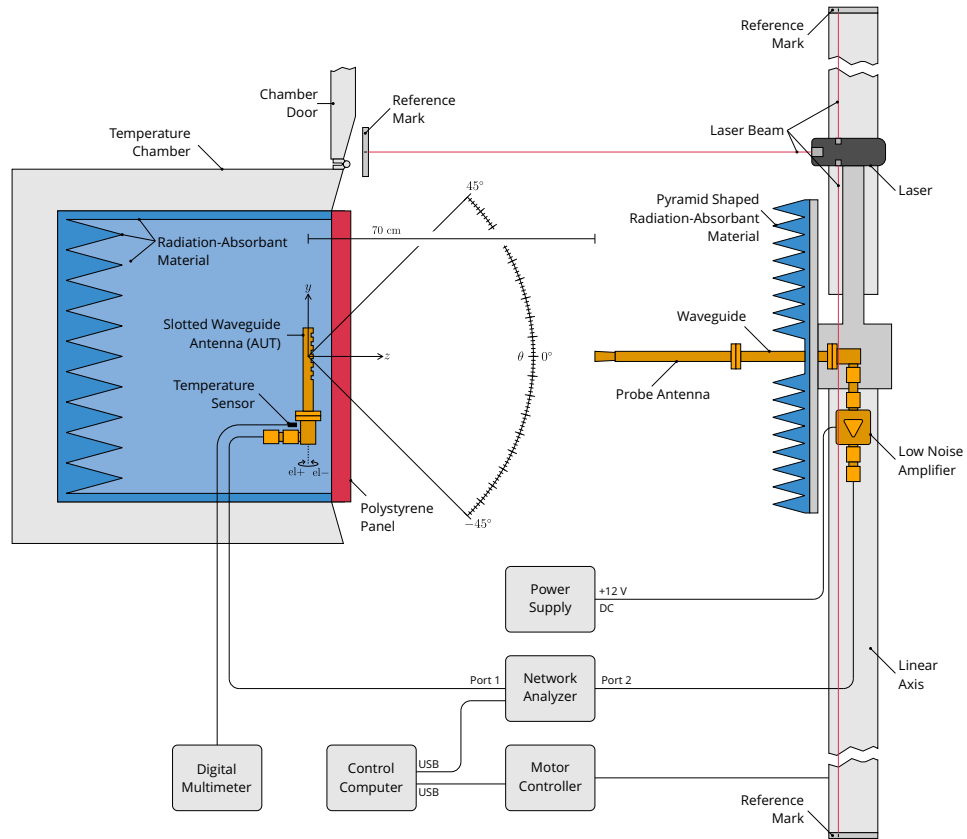 Reference
Mark
Chamber
Door
Reference
Mark
Temperature
Chamber
Laser Beam
Laser
45°
Pyramid Shaped
Radiation-Absorbant
Material
70 cm
Radiation-Absorbant
Material
y
Slotted Waveguide
Antenna (AUT)
z
θ
0°
Waveguide
Temperature
Sensor
Probe Antenna
Low Noise
Amplifier
el+
el−
Polystyrene
Panel
−45°
Power
Supply
+12 V
DC
Port 1
Network
Analyzer
Port 2
Linear
Axis
Digital
Multimeter
Control
Computer
USB
USB
Motor
Controller
Reference
Mark